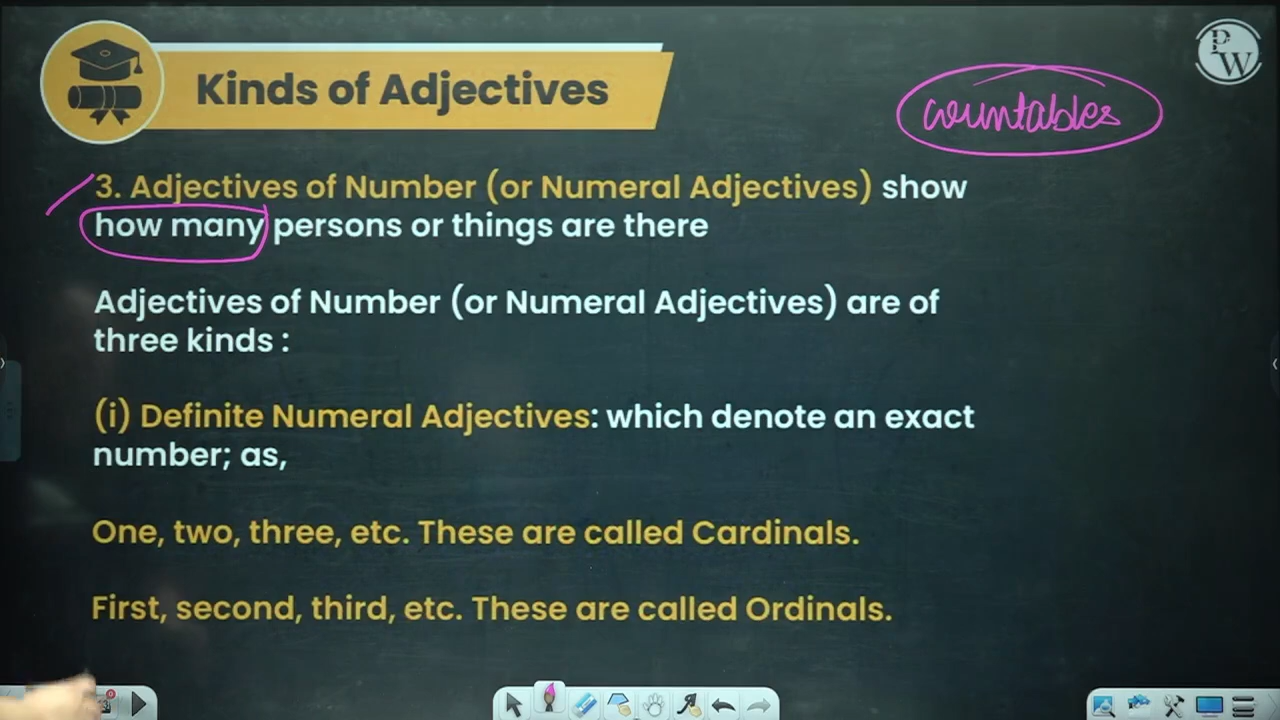 Kinds of Adjectives
PW
countables
3. Adjectives of Number (or Numeral Adjectives) show
how many persons or things are there
Adjectives of Number (or Numeral Adjectives) are of
three kinds :
(i) Definite Numeral Adjectives: which denote an exact
number; as,
One, two, three, etc. These are called Cardinals.
First, second, third, etc. These are called Ordinals.